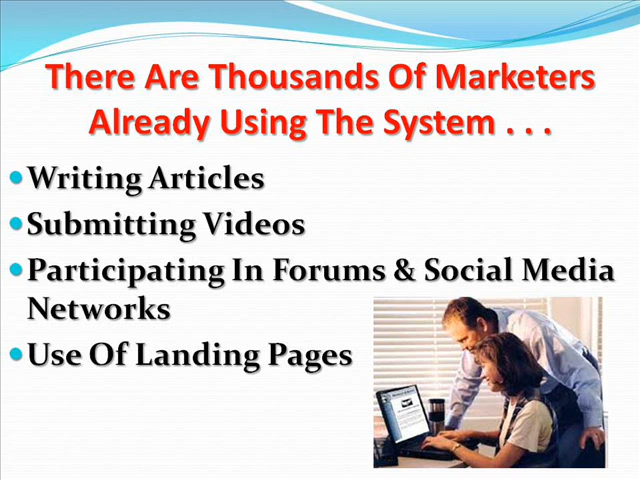 There Are Thousands Of Marketers
Already Using The System . . .
Writing Articles
Submitting Videos
Participating In Forums & Social Media
Networks
Use Of Landing Pages